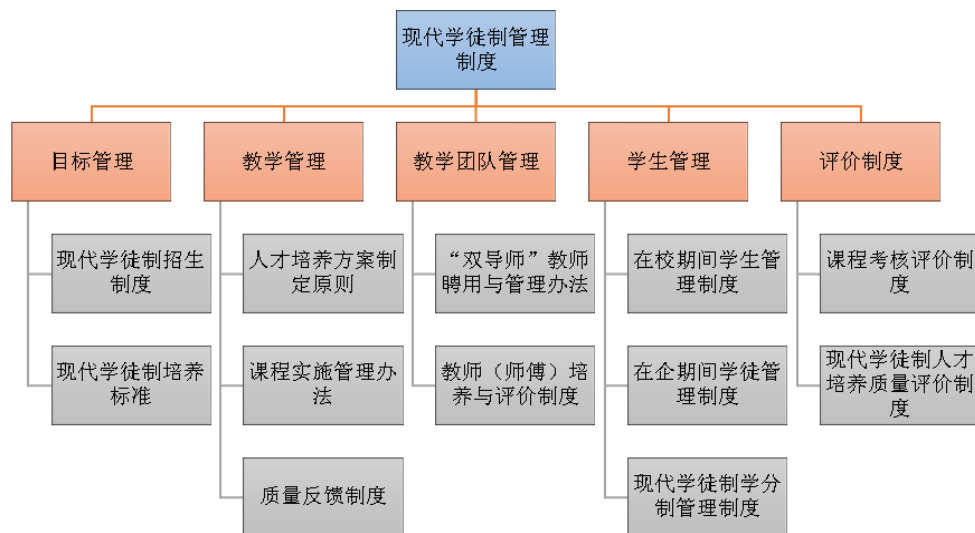 现代学徒制管理
制度
目标管理
教学管理
教学团队管理
学生管理
评价制度
现代学徒制招生
制度
人才培养方案制
定原则
“双导师”教师
聘用与管理办法
在校期间学生管
理制度
课程考核评价制
度
现代学徒制培养
标准
课程实施管理办
法
教师（师傅）培
养与评价制度
在企期间学徒管
理制度
现代学徒制人才
培养质量评价制
度
质量反馈制度
现代学徒制学分
制管理制度